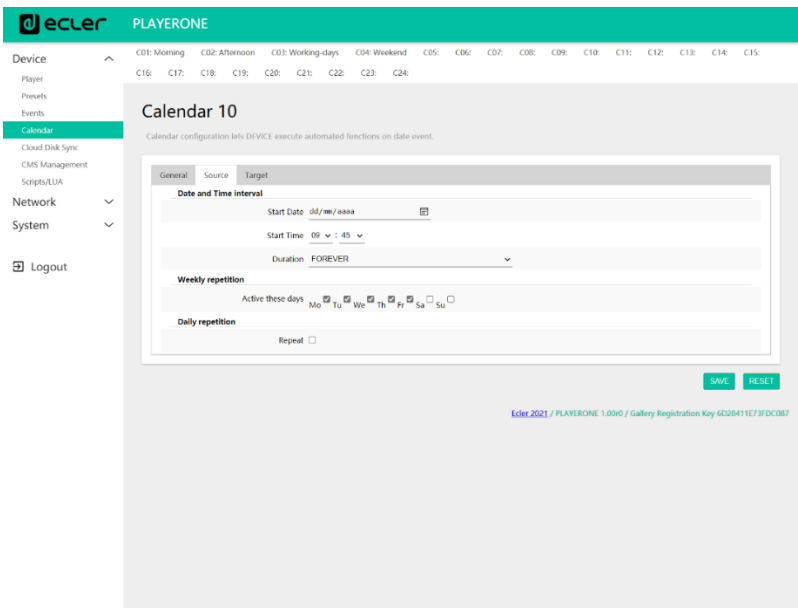 ecler PLAYERONE
Device
Player
Presets
Events
Calendar
Cloud Disk Sync
CMS Management
Scripts/LUA
Network
System
Logout
C01: Morning C02: Afternoon C03: Working-days C04: Weekend C05: C06: C07: C08: C09: C10: C11: C12: C13: C14: C15:
C16: C17: C18: C19: C20: C21: C22: C23: C24:
Calendar 10
Calendar configuration lets DEVICE execute automated functions on date event.
General Source Target
Date and Time interval
Start Date dd/mm/aaaa
Start Time 09 : 45
Duration FOREVER
Weekly repetition
Active these days Mo Tu We Th Fr Sa Su
Daily repetition
Repeat
SAVE RESET
Ecler 2021 / PLAYERONE 1.00r0 / Gallery Registration Key 6D28411E73FDC087